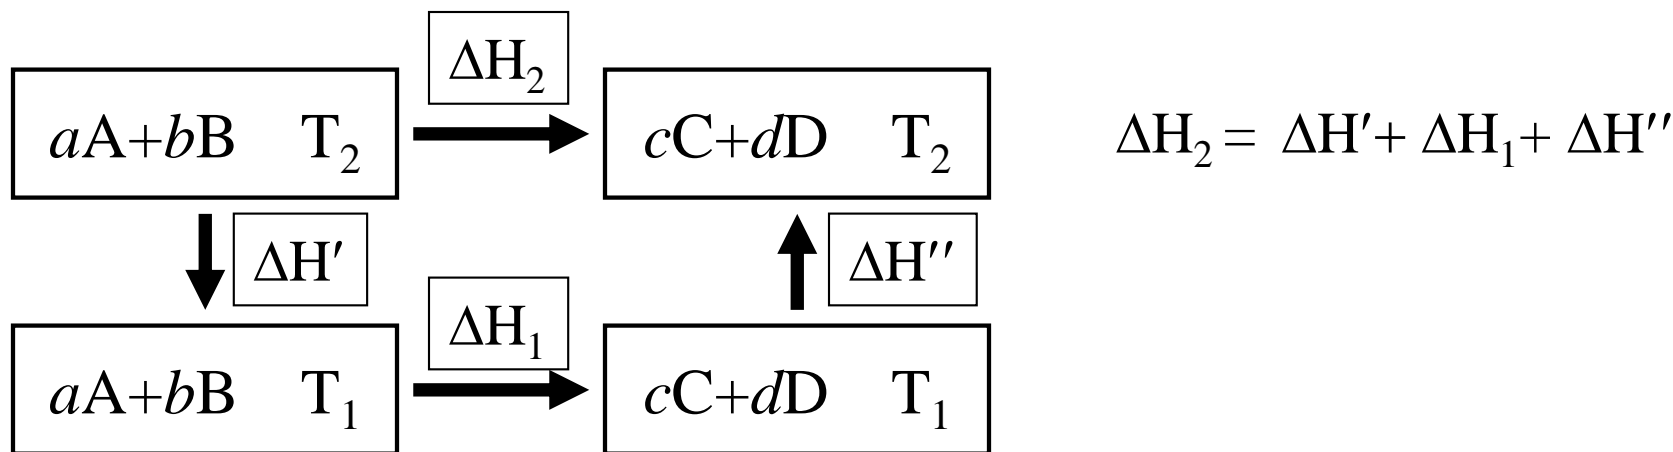 ΔH₂
aA+bB T₂
cC+dD T₂
ΔH₂ = ΔH′+ ΔH₁+ ΔH′′
ΔH′
ΔH′′
ΔH₁
aA+bB T₁
cC+dD T₁